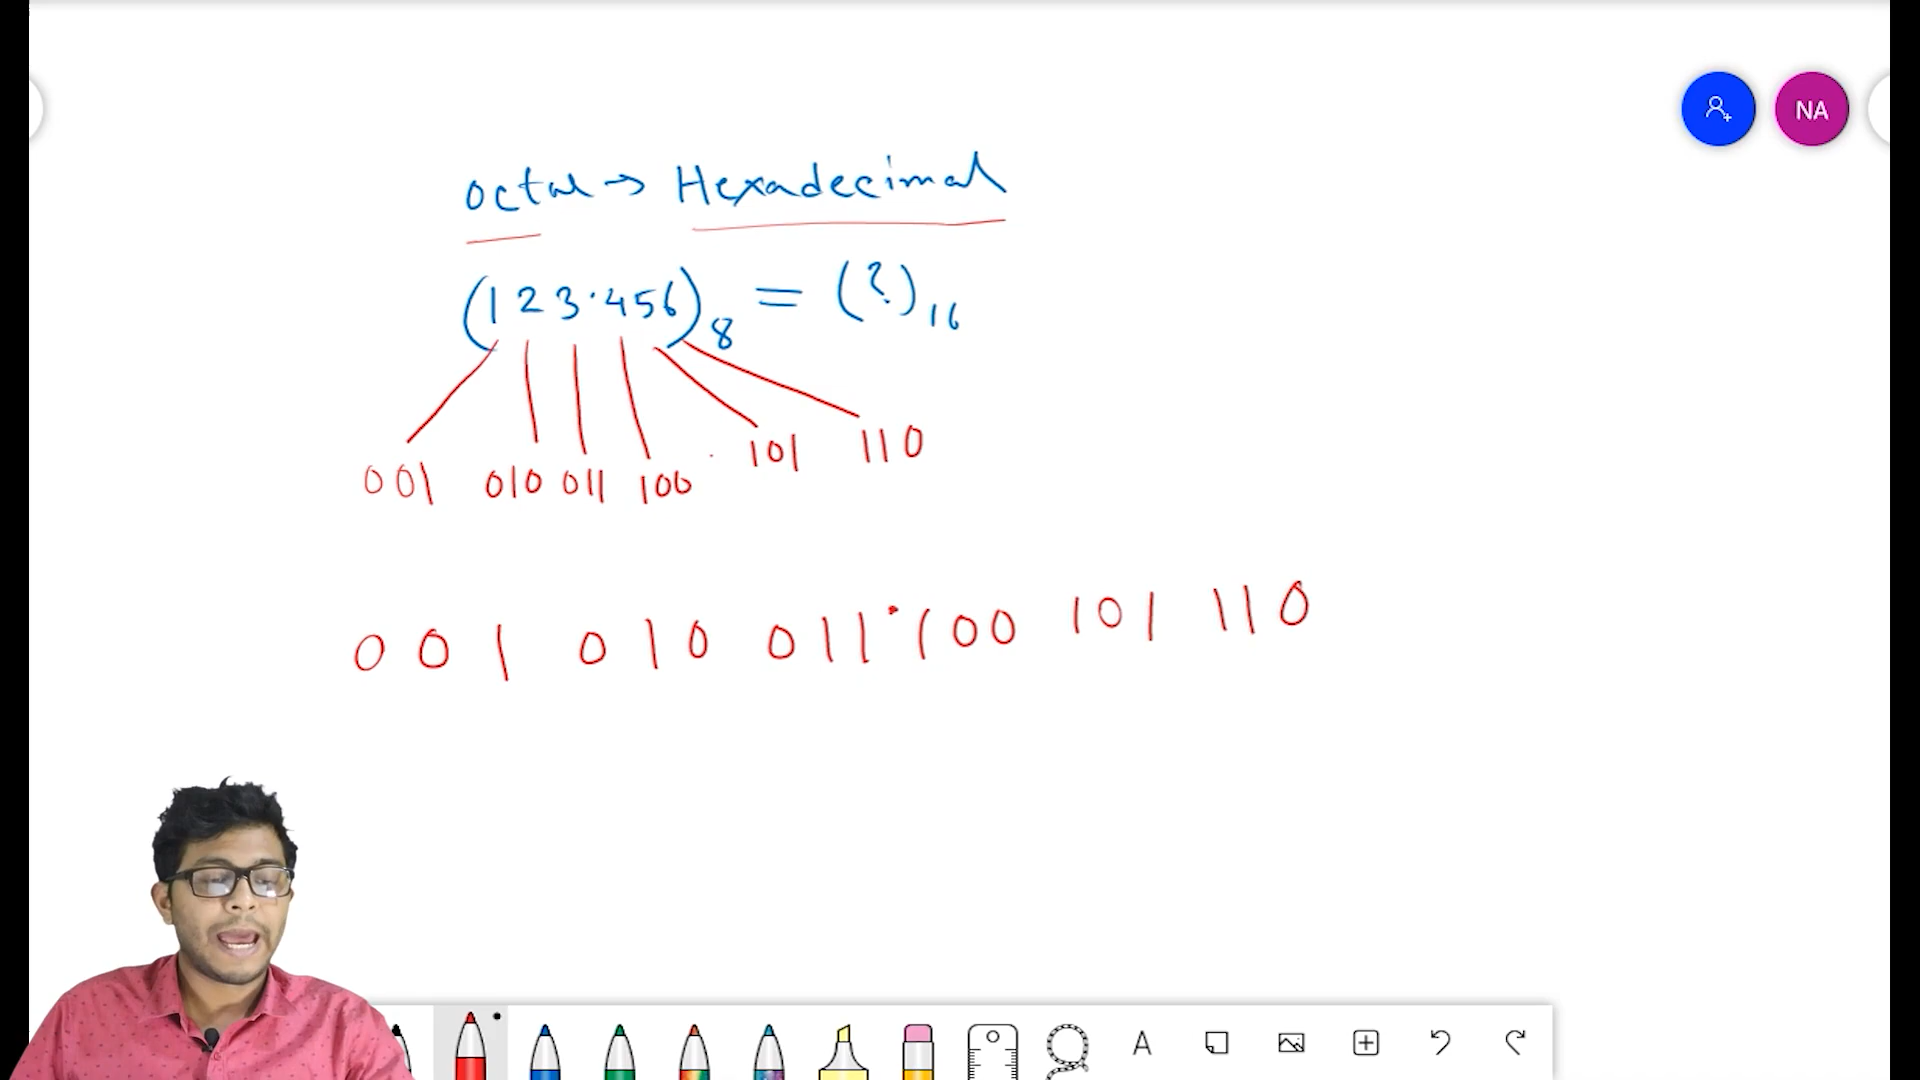 NA
octal → Hexadecimal
(123.456)8 = (?)16
001 010 011 100 . 101 110
001 010 011.100 101 110
A